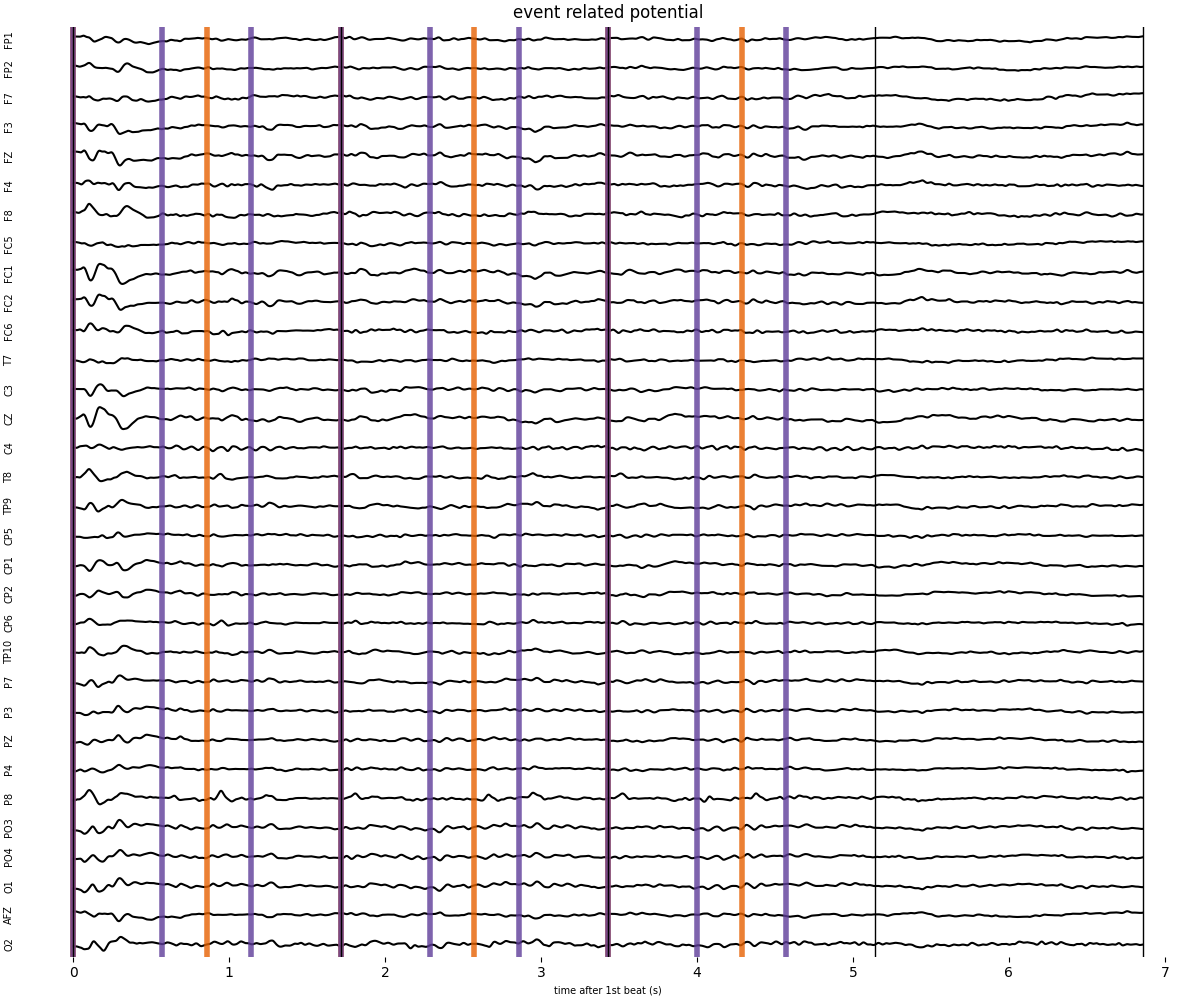 event related potential
FP1
FP2
F7
F3
FZ
F4
F8
FC5
FC1
FC2
FC6
T7
C3
CZ
C4
T8
TP9
CP5
CP1
CP2
CP6
TP10
P7
P3
PZ
P4
P8
PO3
PO4
O1
AFZ
O2
0 1 2 3 4 5 6 7
time after 1st beat (s)